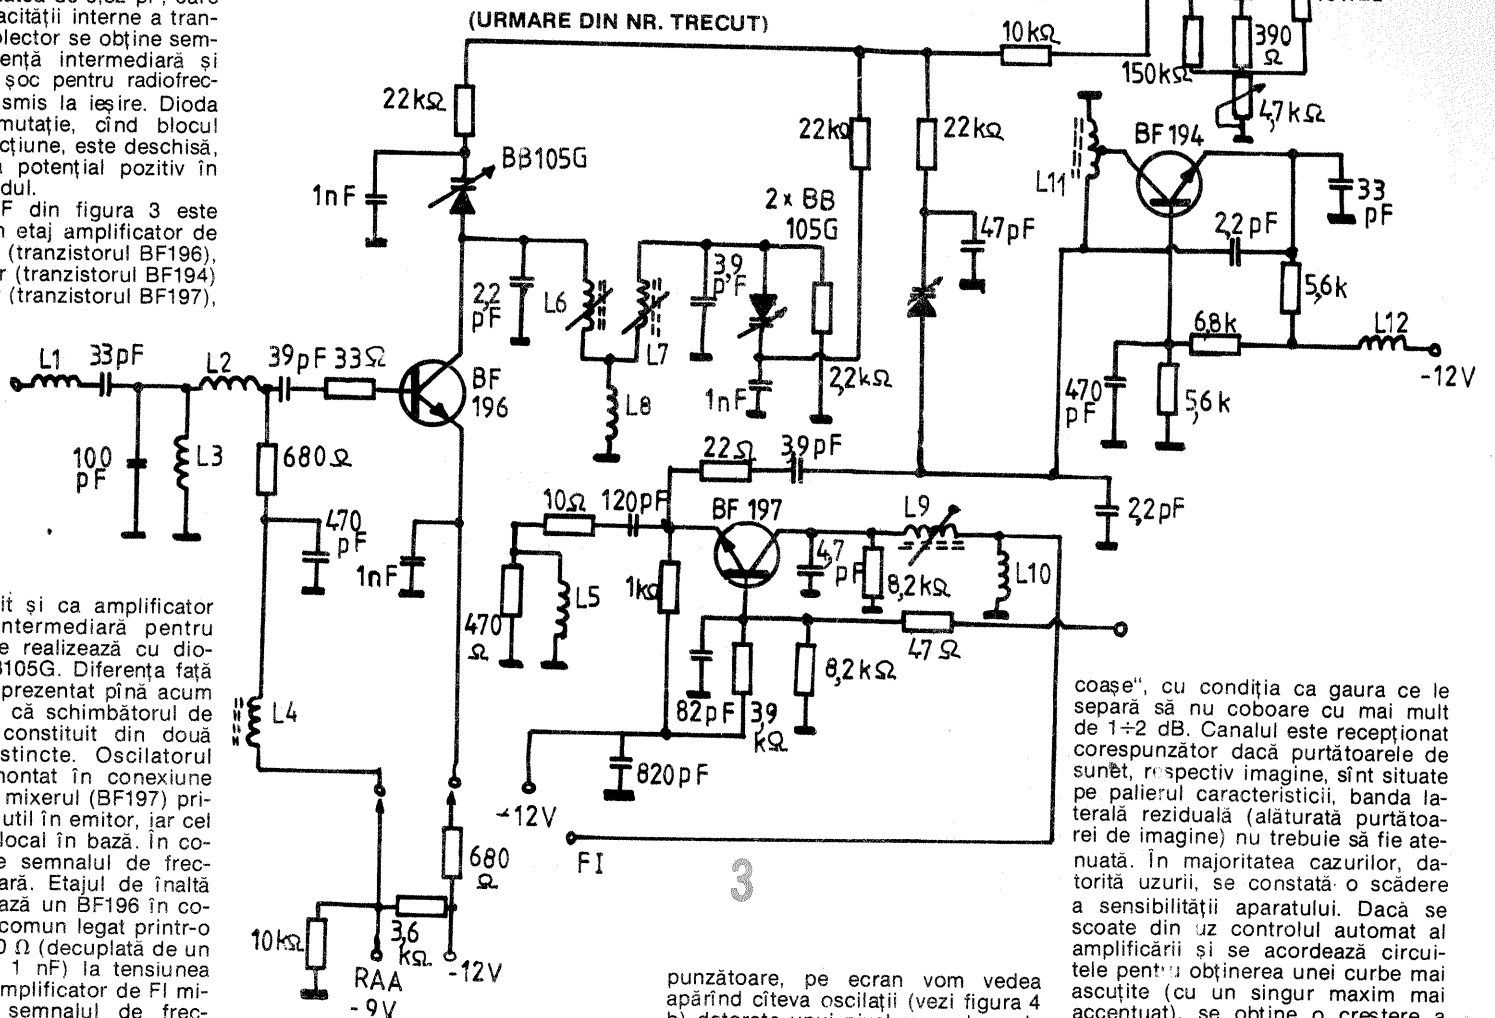 acității interne a tran-
olector se obține sem-
ență intermediară și
șoc pentru radiofrec-
smis la ieșire. Dioda
mutație, cînd blocul
cțiune, este deschisă,
potențial pozitiv în
dul.
F din figura 3 este
n etaj amplificator de
(tranzistorul BF196),
r (tranzistorul BF194)
(tranzistorul BF197),
(URMARE DIN NR. TRECUT)
10kΩ
150kΩ
390
Ω
4,7kΩ
22kΩ
BB105G
1nF
22kΩ
22kΩ
2 x BB
105G
47pF
L11
BF 194
33
pF
2,2 pF
5,6k
6,8k
L12
-12V
470
pF
5,6k
2,2
pF
L6
L7
3,9
pF
2,2kΩ
1nF
L8
L1
33pF
L2
39pF
33Ω
BF
196
100
pF
L3
680Ω
470
pF
1nF
22Ω
3,9pF
10Ω
120pF
BF 197
L9
2,2pF
470
Ω
L5
1kΩ
4,7
pF
8,2kΩ
L10
47Ω
8,2kΩ
82pF
3,9
kΩ
820pF
-12V
FI
L4
680
Ω
3,6
kΩ
10kΩ
RAA
-9V
-12V
3
it și ca amplificator
ntermediară pentru
e realizează cu dio-
B105G. Diferența față
prezentat pînă acum
că schimbătorul de
constituit din două
stincte. Oscilatorul
montat în conexiune
mixerul (BF197) pri-
util în emitor, iar cel
local în bază. În co-
e semnalul de frec-
ară. Etajul de înaltă
ază un BF196 în co-
comun legat printr-o
0 Ω (decuplată de un
1 nF) la tensiunea
mplificator de FI mi-
semnalul de frec-
punzătoare, pe ecran vom vedea
apărînd cîteva oscilații (vezi figura 4
coașe“, cu condiția ca gaura ce le
separă să nu coboare cu mai mult
de 1÷2 dB. Canalul este recepționat
corespunzător dacă purtătoarele de
sunet, respectiv imagine, sînt situate
pe palierul caracteristicii, banda la-
terală reziduală (alăturată purtătoa-
rei de imagine) nu trebuie să fie ate-
nuată. În majoritatea cazurilor, da-
torită uzurii, se constată o scădere
a sensibilității aparatului. Dacă se
scoate din uz controlul automat al
amplificării și se acordează circui-
tele pentru obținerea unei curbe mai
ascuțite (cu un singur maxim mai
accentuat), se obține o creștere a